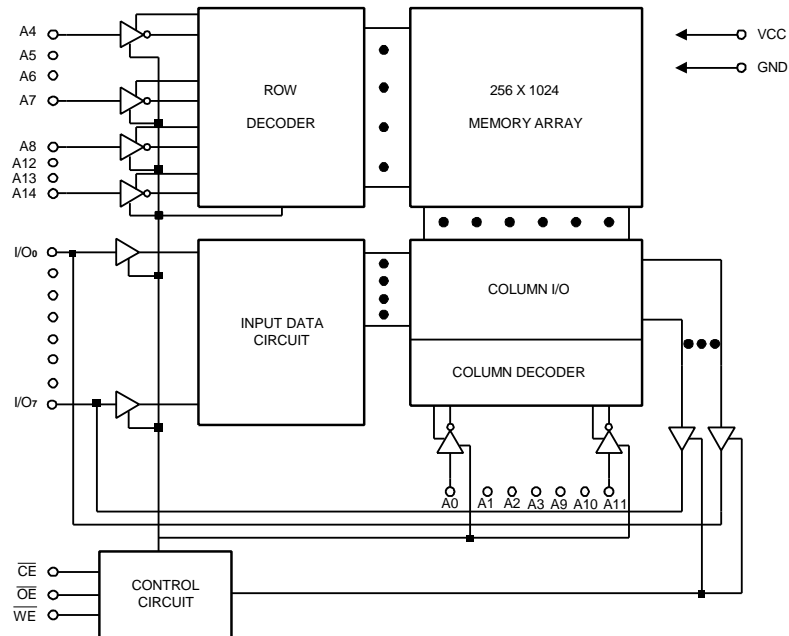 A4
A5
A6
A7
A8
A12
A13
A14
ROW
DECODER
256 X 1024
MEMORY ARRAY
VCC
GND
I/O0
I/O7
INPUT DATA
CIRCUIT
COLUMN I/O
COLUMN DECODER
A0
A1
A2
A3
A9
A10
A11
CE
OE
WE
CONTROL
CIRCUIT